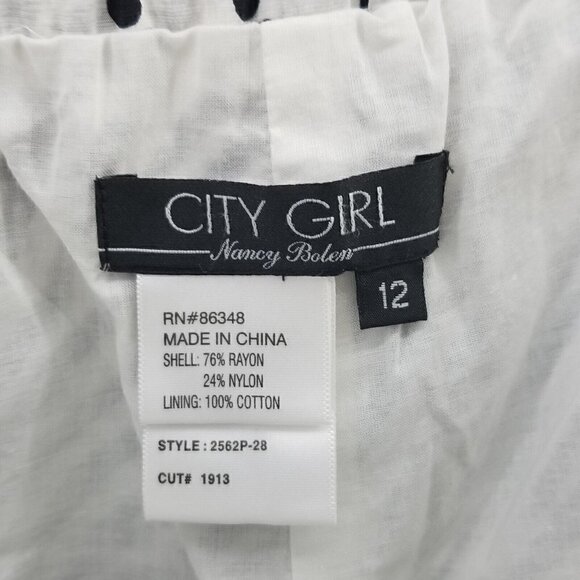 CITY GIRL
Nancy Bolen
12
RN#86348
MADE IN CHINA
SHELL: 76% RAYON
24% NYLON
LINING: 100% COTTON
STYLE : 2562P-28
CUT# 1913